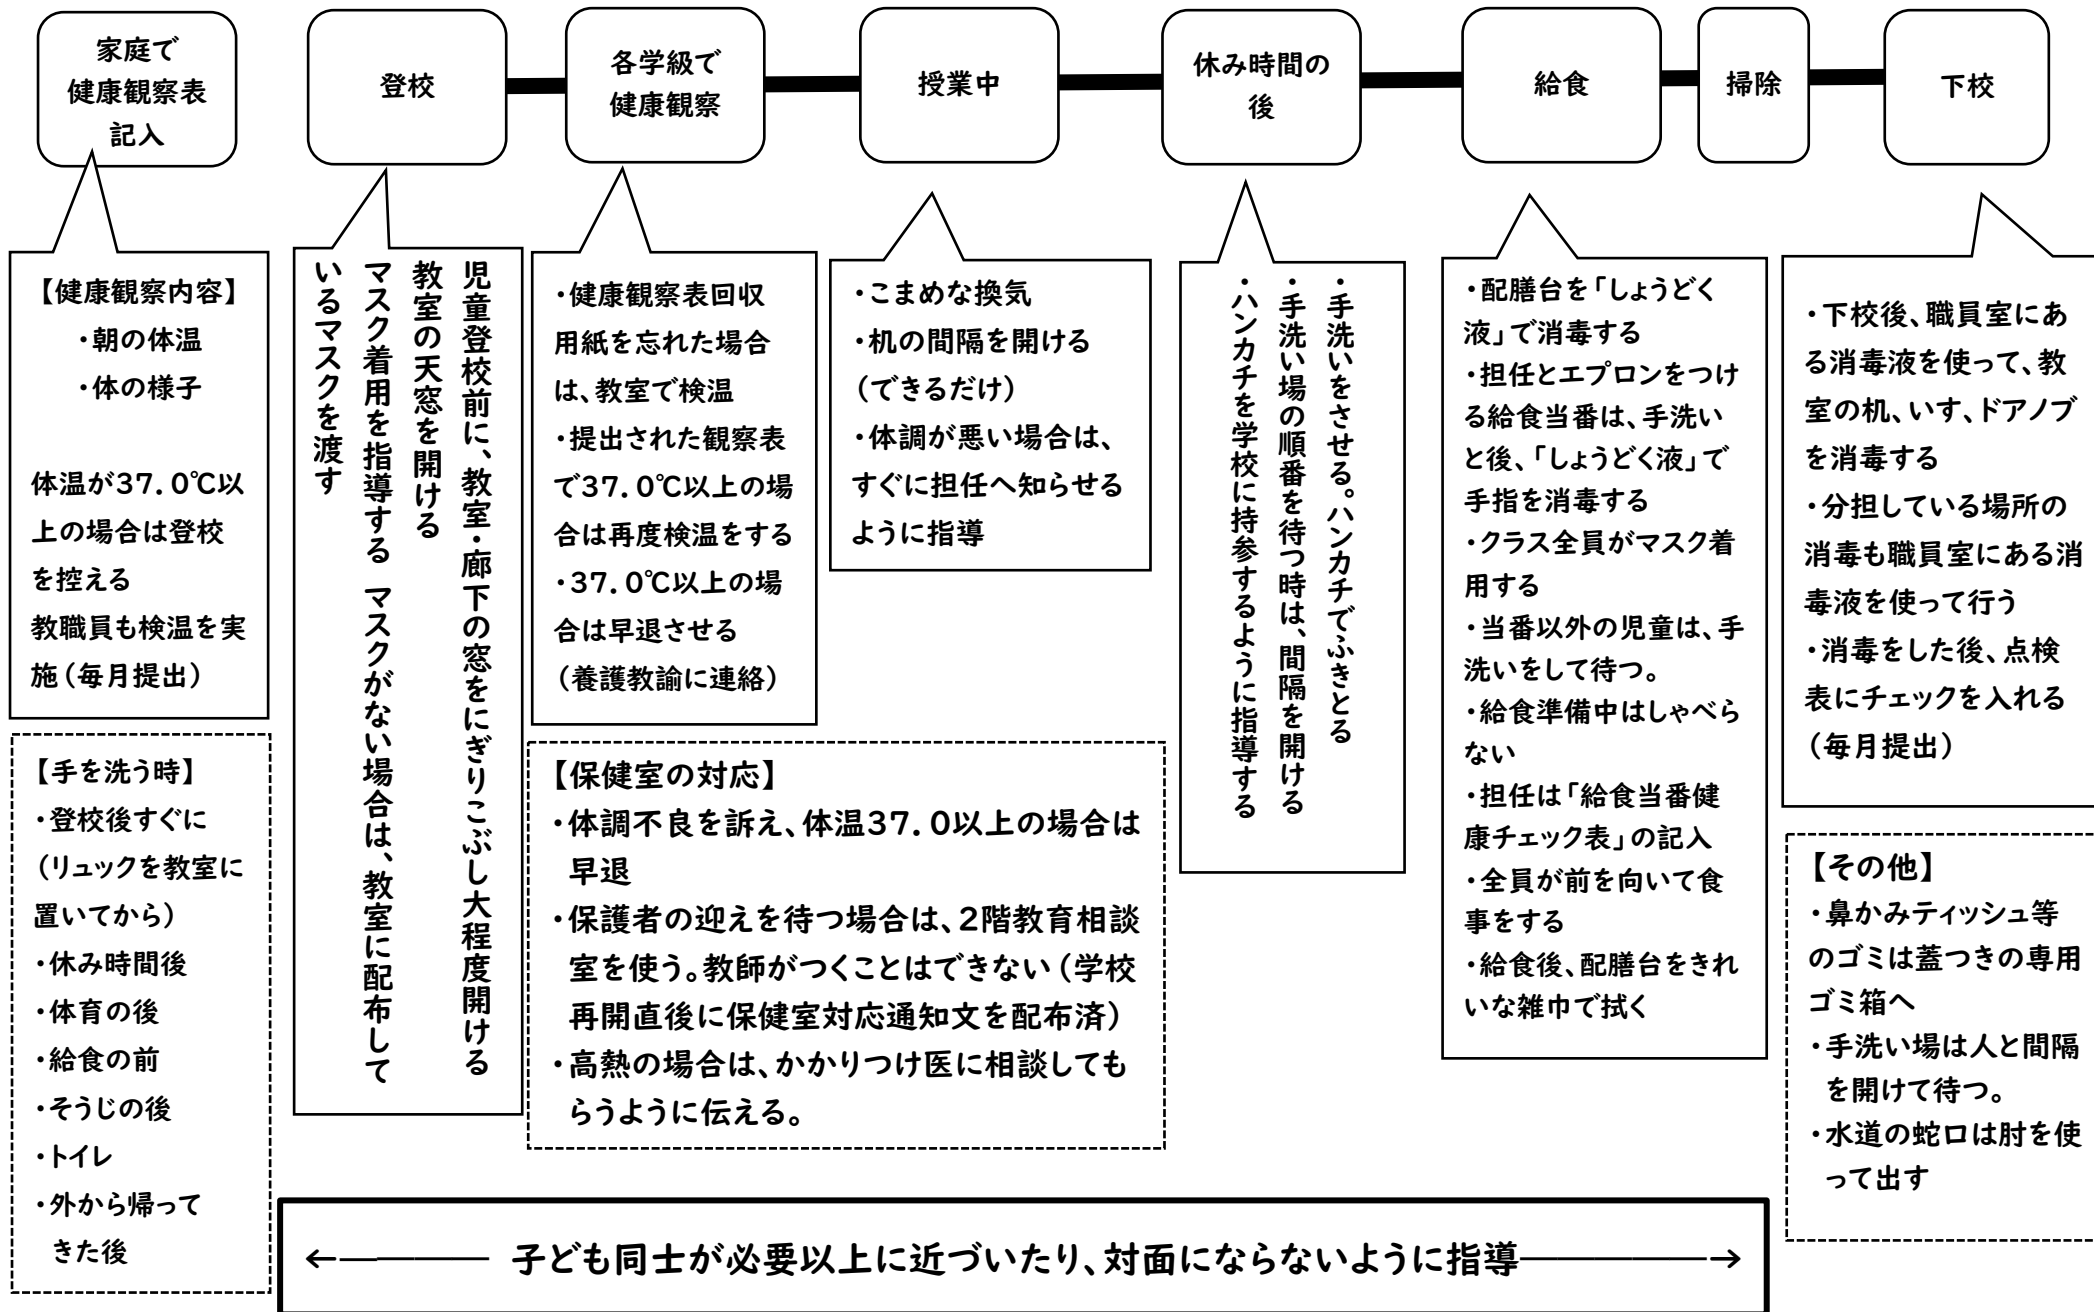 家庭で
健康観察表
記入
登校
各学級で
健康観察
授業中
休み時間の
後
給食
掃除
下校
【健康観察内容】
・朝の体温
・体の様子
体温が37.0℃以
上の場合は登校
を控える
教職員も検温を実
施（毎月提出）
児童登校前に、教室・廊下の窓をにぎりこぶし大程度開ける
教室の天窓を開ける
マスク着用を指導する　マスクがない場合は、教室に配布して
いるマスクを渡す
・健康観察表回収
用紙を忘れた場合
は、教室で検温
・提出された観察表
で37.0℃以上の場
合は再度検温をする
・37.0℃以上の場
合は早退させる
（養護教諭に連絡）
・こまめな換気
・机の間隔を開ける
（できるだけ）
・体調が悪い場合は、
すぐに担任へ知らせる
ように指導
・手洗いをさせる。ハンカチでふきとる
・手洗い場の順番を待つ時は、間隔を開ける
・ハンカチを学校に持参するように指導する
・配膳台を「しょうどく
液」で消毒する
・担任とエプロンをつけ
る給食当番は、手洗い
と後、「しょうどく液」で
手指を消毒する
・クラス全員がマスク着
用する
・当番以外の児童は、手
洗いをして待つ。
・給食準備中はしゃべら
ない
・担任は「給食当番健
康チェック表」の記入
・全員が前を向いて食
事をする
・給食後、配膳台をきれ
いな雑巾で拭く
・下校後、職員室にあ
る消毒液を使って、教
室の机、いす、ドアノブ
を消毒する
・分担している場所の
消毒も職員室にある消
毒液を使って行う
・消毒をした後、点検
表にチェックを入れる
（毎月提出）
【手を洗う時】
・登校後すぐに
（リュックを教室に
置いてから）
・休み時間後
・体育の後
・給食の前
・そうじの後
・トイレ
・外から帰って
きた後
【保健室の対応】
・体調不良を訴え、体温37.0以上の場合は
早退
・保護者の迎えを待つ場合は、2階教育相談
室を使う。教師がつくことはできない（学校
再開直後に保健室対応通知文を配布済）
・高熱の場合は、かかりつけ医に相談しても
らうように伝える。
【その他】
・鼻かみティッシュ等
のゴミは蓋つきの専用
ゴミ箱へ
・手洗い場は人と間隔
を開けて待つ。
・水道の蛇口は肘を使
って出す
←————— 子ども同士が必要以上に近づいたり、対面にならないように指導——————→